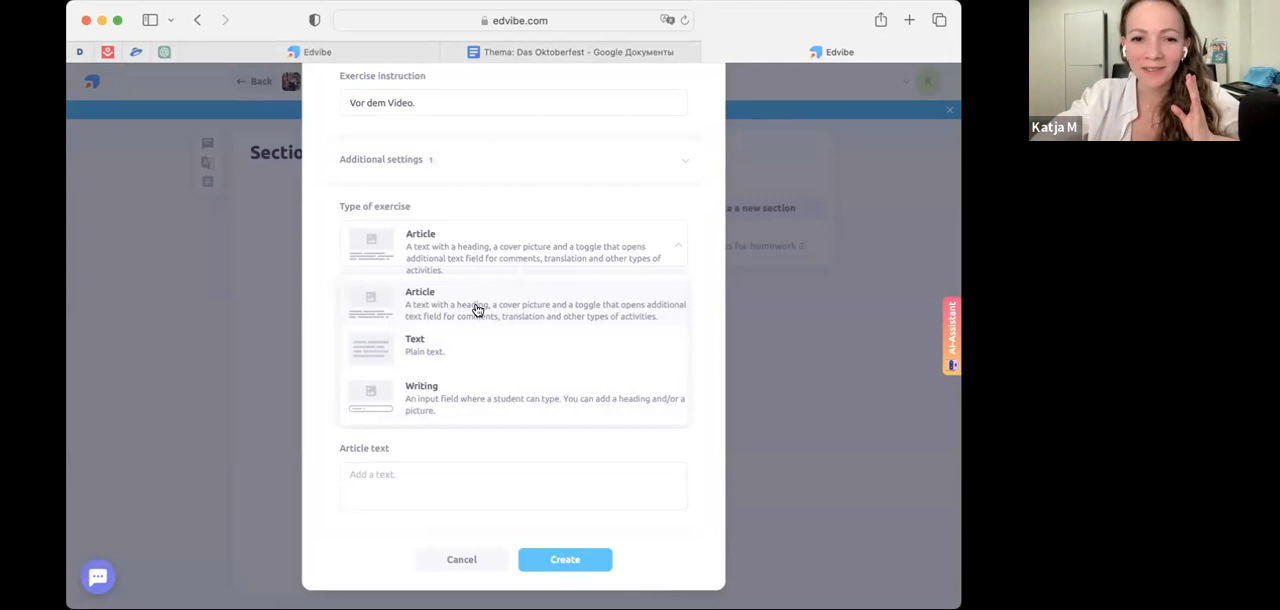 edvibe.com
D
Edvibe
Thema: Das Oktoberfest - Google Документы
Edvibe
Back
K
Exercise instruction
Vor dem Video.
Additional settings 1
Sectio
e a new section
s for homework
Type of exercise
Article
A text with a heading, a cover picture and a toggle that opens
additional text field for comments, translation and other types of
activities.
Article
A text with a heading, a cover picture and a toggle that opens additional
text field for comments, translation and other types of activities.
Text
Plain text.
Writing
An input field where a student can type. You can add a heading and/or a
picture.
Article text
Add a text.
Cancel
Create
AI-Assistant
Katja M